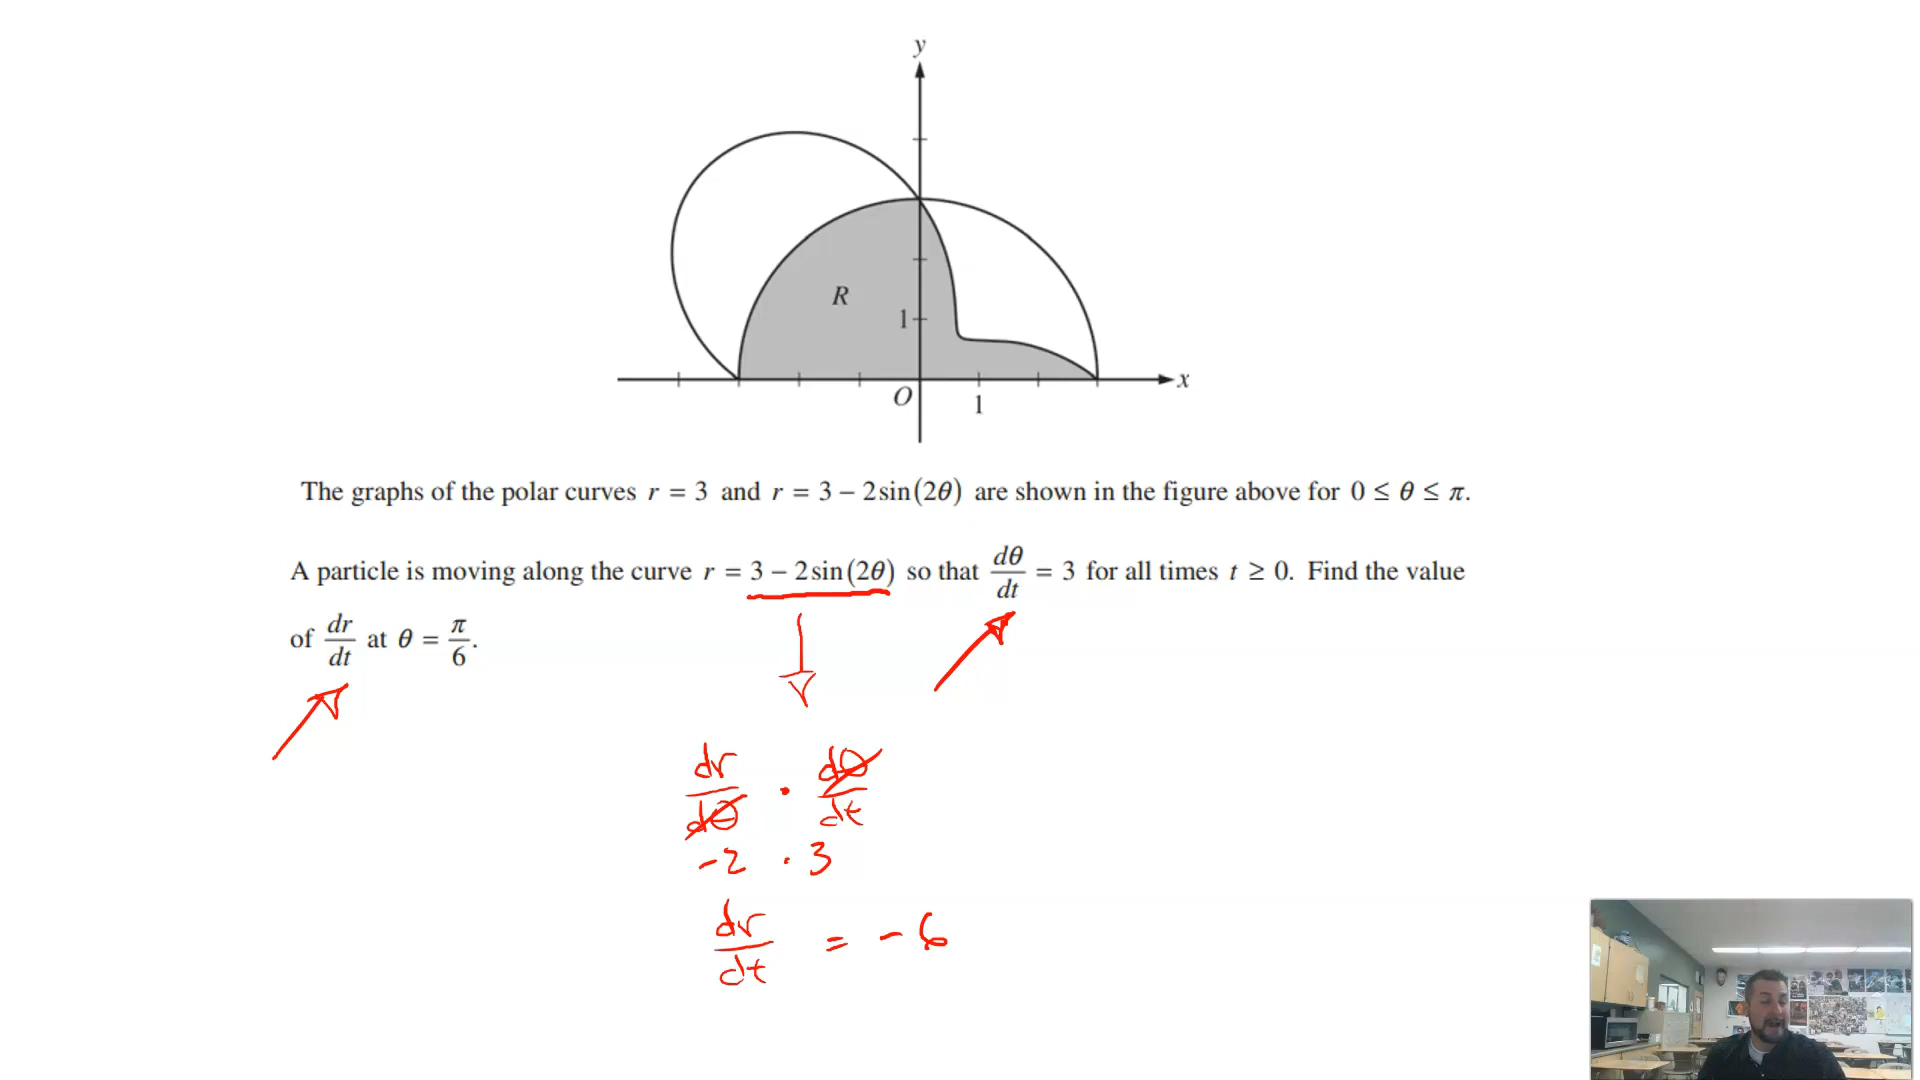 y
R
1
O
1
x
The graphs of the polar curves r = 3 and r = 3 − 2sin(2θ) are shown in the figure above for 0 ≤ θ ≤ π.
A particle is moving along the curve r = 3 − 2sin(2θ) so that dθ/dt = 3 for all times t ≥ 0. Find the value
of dr/dt at θ = π/6.
dr/dθ · dθ/dt
-2 · 3
dr/dt = -6